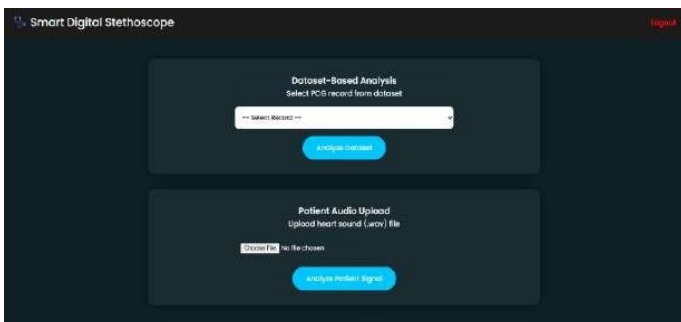 Smart Digital Stethoscope
Logout
Dataset-Based Analysis
Select PCG record from dataset
-- Select Record --
Analyze Dataset
Patient Audio Upload
Upload heart sound (.wav) file
Choose File No file chosen
Analyze Patient Signal